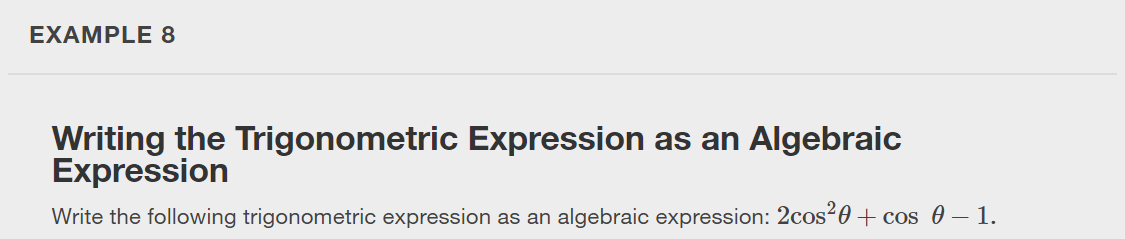 EXAMPLE 8
Writing the Trigonometric Expression as an Algebraic
Expression
Write the following trigonometric expression as an algebraic expression: 2cos²θ + cos θ − 1.